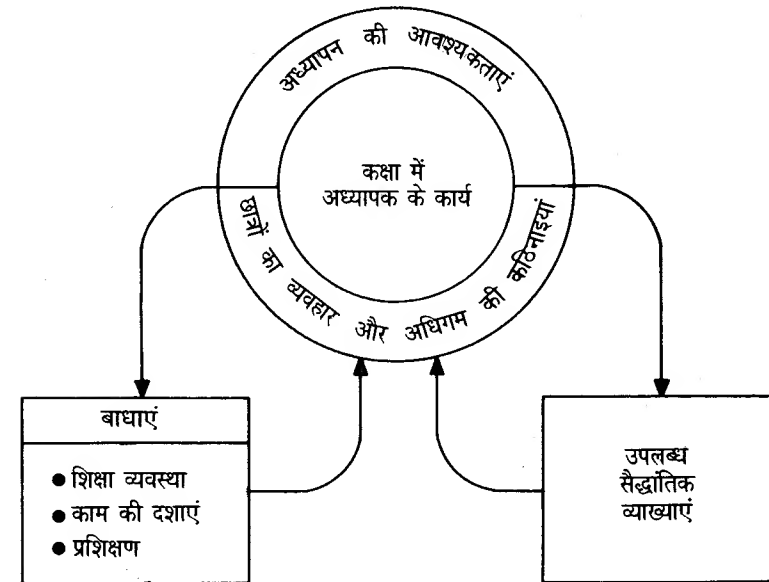 अध्यापन की आवश्यकताएं
कक्षा में
अध्यापक के कार्य
छात्रों का व्यवहार और अधिगम की कठिनाइयां
बाधाएं
● शिक्षा व्यवस्था
● काम की दशाएं
● प्रशिक्षण
उपलब्ध
सैद्धांतिक
व्याख्याएं